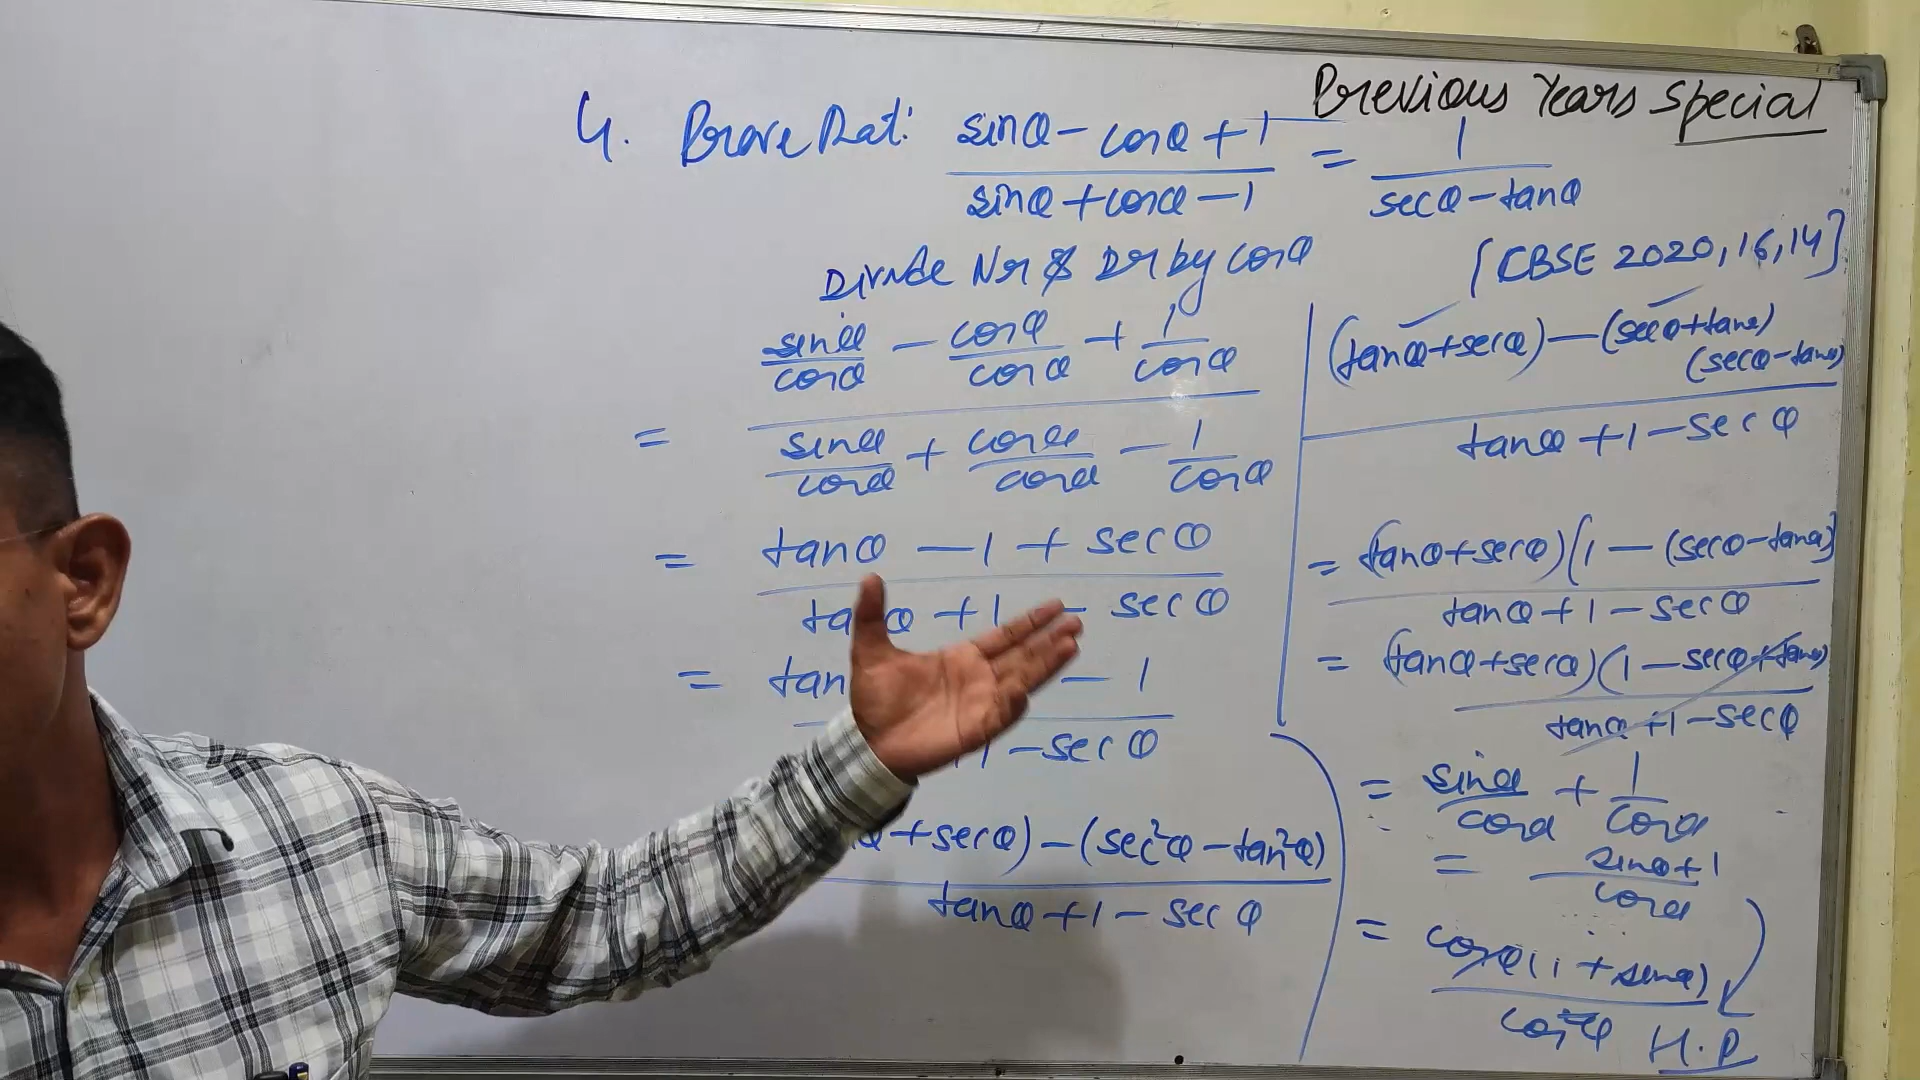 Previous Years Special
4. Prove that: (sinθ - cosθ + 1)/(sinθ + cosθ - 1) = 1/(secθ - tanθ)
[CBSE 2020, 16, 14]
Divide Nr & Dr by cosθ
= (sinθ/cosθ - cosθ/cosθ + 1/cosθ)/(sinθ/cosθ + cosθ/cosθ - 1/cosθ)
= (tanθ - 1 + secθ)/(tanθ + 1 - secθ)
= tan - 1
1 - secθ
θ + secθ) - (sec²θ - tan²θ)
tanθ + 1 - secθ
((tanθ + secθ) - (secθ + tanθ)(secθ - tanθ))/(tanθ + 1 - secθ)
= (tanθ + secθ)(1 - (secθ - tanθ)]/(tanθ + 1 - secθ)
= (tanθ + secθ)(1 - secθ + tanθ)/(tanθ + 1 - secθ)
= sinθ/cosθ + 1/cosθ
= (sinθ + 1)/cosθ
= cosθ(1 + sinθ)/cos²θ
H.P